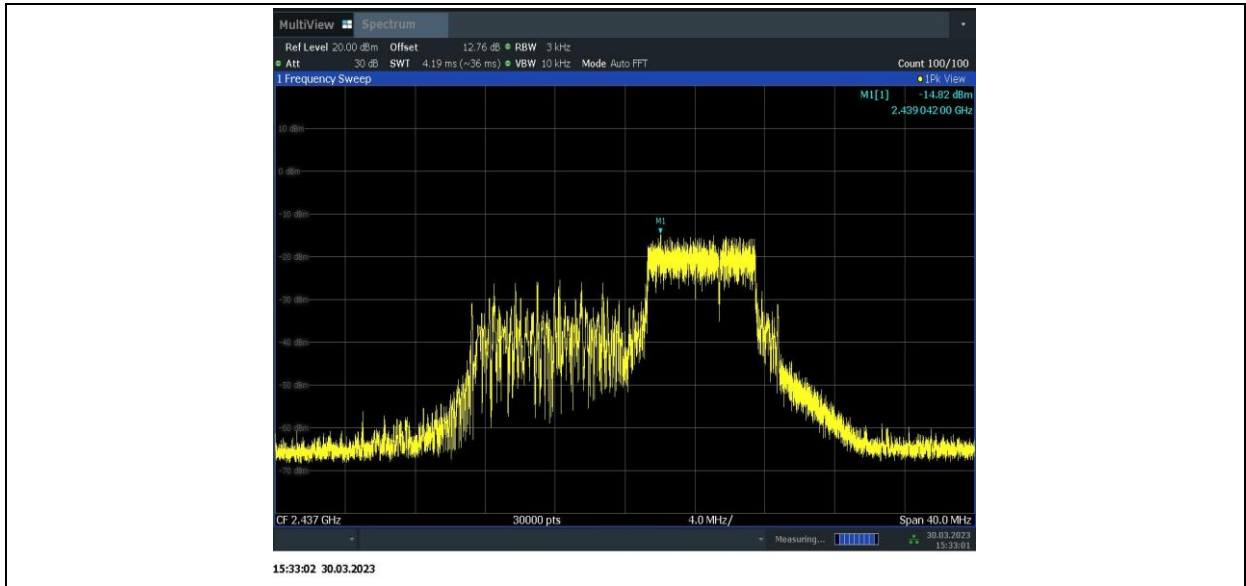 MultiView Spectrum
Ref Level 20.00 dBm Offset 12.76 dB RBW 3 kHz
Att 30 dB SWT 4.19 ms (~36 ms) VBW 10 kHz Mode Auto FFT Count 100/100
1 Frequency Sweep 1Pk View
M1[1] -14.82 dBm
2.439 042 00 GHz
10 dBm
0 dBm
-10 dBm
M1
-20 dBm
-30 dBm
-40 dBm
-50 dBm
-60 dBm
-70 dBm
CF 2.437 GHz 30000 pts 4.0 MHz/ Span 40.0 MHz
Measuring... 30.03.2023
15:33:01
15:33:02 30.03.2023